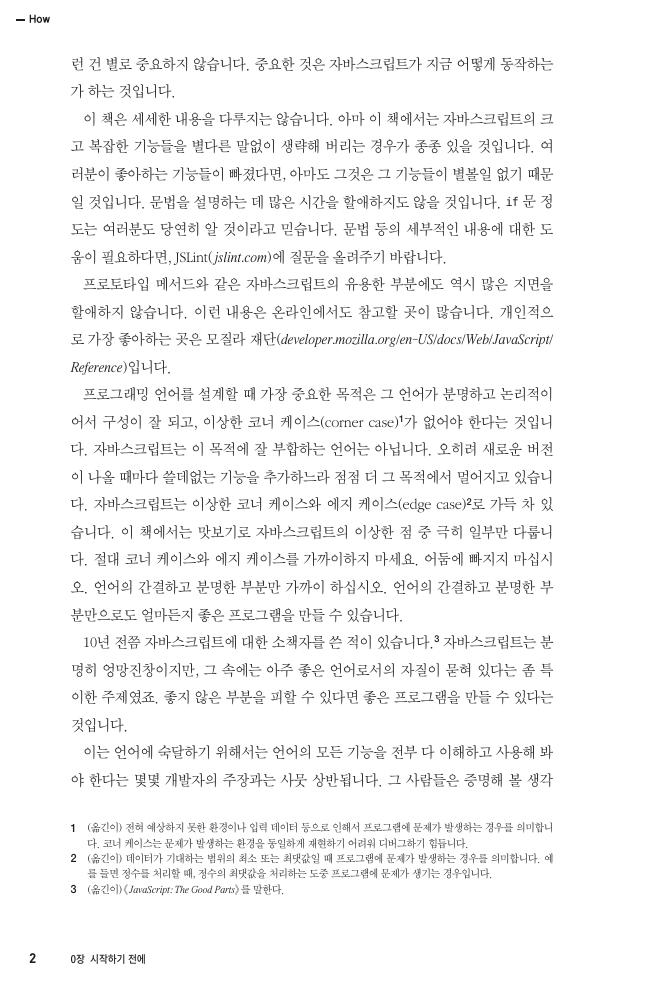 How
런 건 별로 중요하지 않습니다. 중요한 것은 자바스크립트가 지금 어떻게 동작하는
가 하는 것입니다.
이 책은 세세한 내용을 다루지는 않습니다. 아마 이 책에서는 자바스크립트의 크
고 복잡한 기능들을 별다른 말없이 생략해 버리는 경우가 종종 있을 것입니다. 여
러분이 좋아하는 기능들이 빠졌다면, 아마도 그것은 그 기능들이 별볼일 없기 때문
일 것입니다. 문법을 설명하는 데 많은 시간을 할애하지도 않을 것입니다. if 문 정
도는 여러분도 당연히 알 것이라고 믿습니다. 문법 등의 세부적인 내용에 대한 도
움이 필요하다면, JSLint(jslint.com)에 질문을 올려주기 바랍니다.
프로토타입 메서드와 같은 자바스크립트의 유용한 부분에도 역시 많은 지면을
할애하지 않습니다. 이런 내용은 온라인에서도 참고할 곳이 많습니다. 개인적으
로 가장 좋아하는 곳은 모질라 재단(developer.mozilla.org/en-US/docs/Web/JavaScript/
Reference)입니다.
프로그래밍 언어를 설계할 때 가장 중요한 목적은 그 언어가 분명하고 논리적이
어서 구성이 잘 되고, 이상한 코너 케이스(corner case)1가 없어야 한다는 것입니
다. 자바스크립트는 이 목적에 잘 부합하는 언어는 아닙니다. 오히려 새로운 버전
이 나올 때마다 쓸데없는 기능을 추가하느라 점점 더 그 목적에서 멀어지고 있습니
다. 자바스크립트는 이상한 코너 케이스와 에지 케이스(edge case)2로 가득 차 있
습니다. 이 책에서는 맛보기로 자바스크립트의 이상한 점 중 극히 일부만 다룹니
다. 절대 코너 케이스와 에지 케이스를 가까이하지 마세요. 어둠에 빠지지 마십시
오. 언어의 간결하고 분명한 부분만 가까이 하십시오. 언어의 간결하고 분명한 부
분만으로도 얼마든지 좋은 프로그램을 만들 수 있습니다.
10년 전쯤 자바스크립트에 대한 소책자를 쓴 적이 있습니다.3 자바스크립트는 분
명히 엉망진창이지만, 그 속에는 아주 좋은 언어로서의 자질이 묻혀 있다는 좀 특
이한 주제였죠. 좋지 않은 부분을 피할 수 있다면 좋은 프로그램을 만들 수 있다는
것입니다.
이는 언어에 숙달하기 위해서는 언어의 모든 기능을 전부 다 이해하고 사용해 봐
야 한다는 몇몇 개발자의 주장과는 사뭇 상반됩니다. 그 사람들은 증명해 볼 생각
1 (옮긴이) 전혀 예상하지 못한 환경이나 입력 데이터 등으로 인해서 프로그램에 문제가 발생하는 경우를 의미합니
다. 코너 케이스는 문제가 발생하는 환경을 동일하게 재현하기 어려워 디버그하기 힘듭니다.
2 (옮긴이) 데이터가 기대하는 범위의 최소 또는 최댓값일 때 프로그램에 문제가 발생하는 경우를 의미합니다. 예
를 들면 정수를 처리할 때, 정수의 최댓값을 처리하는 도중 프로그램에 문제가 생기는 경우입니다.
3 (옮긴이)《JavaScript: The Good Parts》를 말한다.
2 0장 시작하기 전에